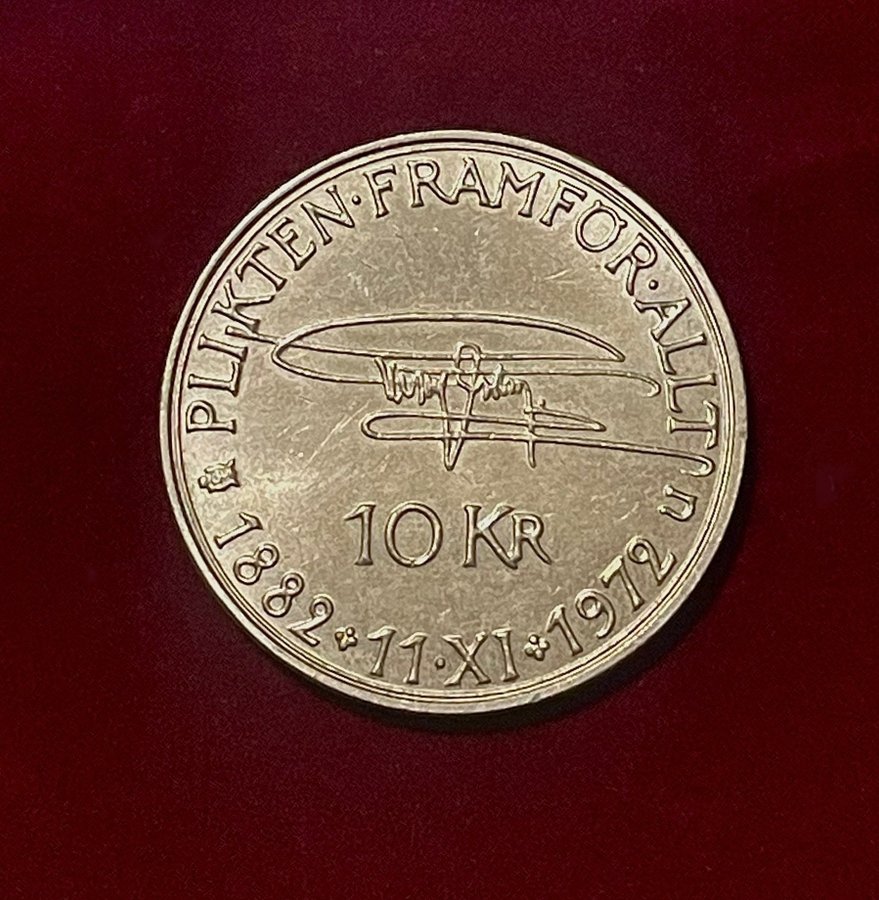 PLIKTEN·FRAMFÖR·ALLT
10 KR
1882 11·XI 1972 U